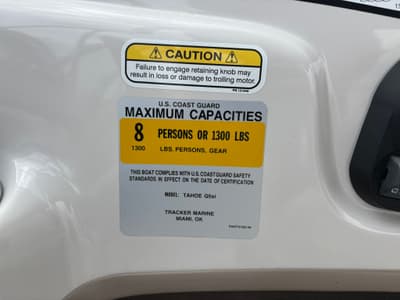 ⚠ CAUTION ⚠
Failure to engage retaining knob may
result in loss or damage to trolling motor.
U.S. COAST GUARD
MAXIMUM CAPACITIES
8 PERSONS OR 1300 LBS
1300 LBS. PERSONS, GEAR
THIS BOAT COMPLIES WITH U.S. COAST GUARD SAFETY
STANDARDS IN EFFECT ON THE DATE OF CERTIFICATION
MODEL: TAHOE Q5si
TRACKER MARINE
MIAMI, OK